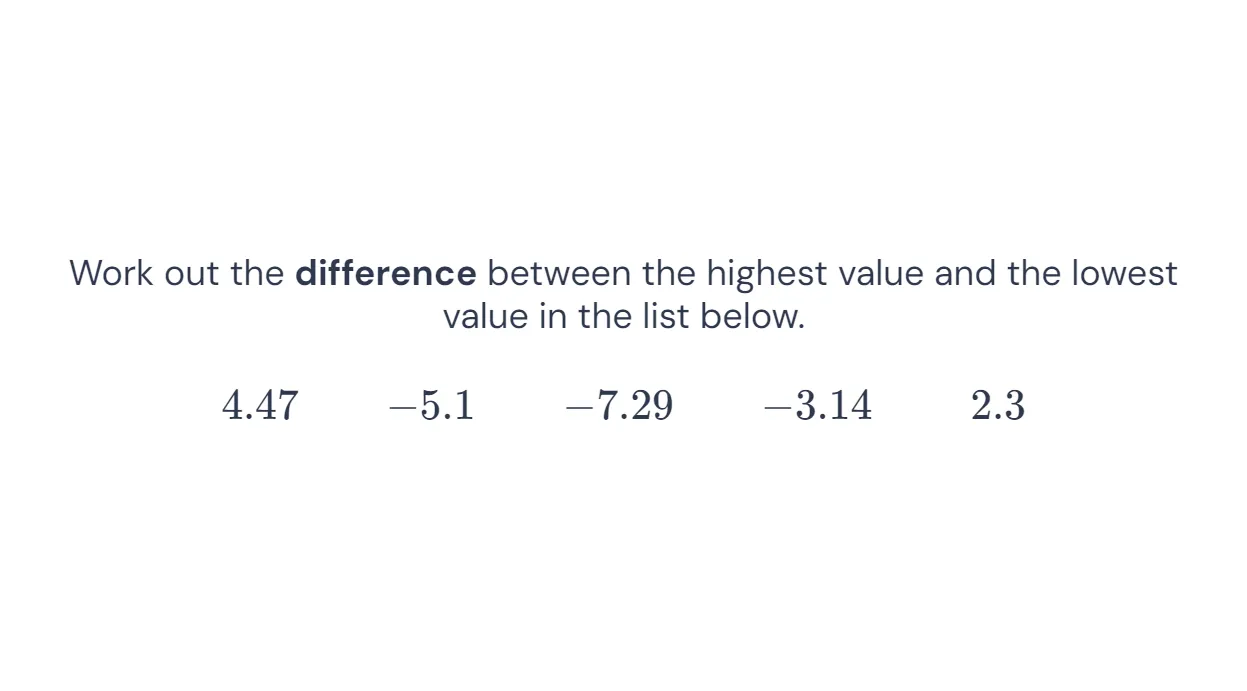 Work out the difference between the highest value and the lowest
value in the list below.
4.47 −5.1 −7.29 −3.14 2.3